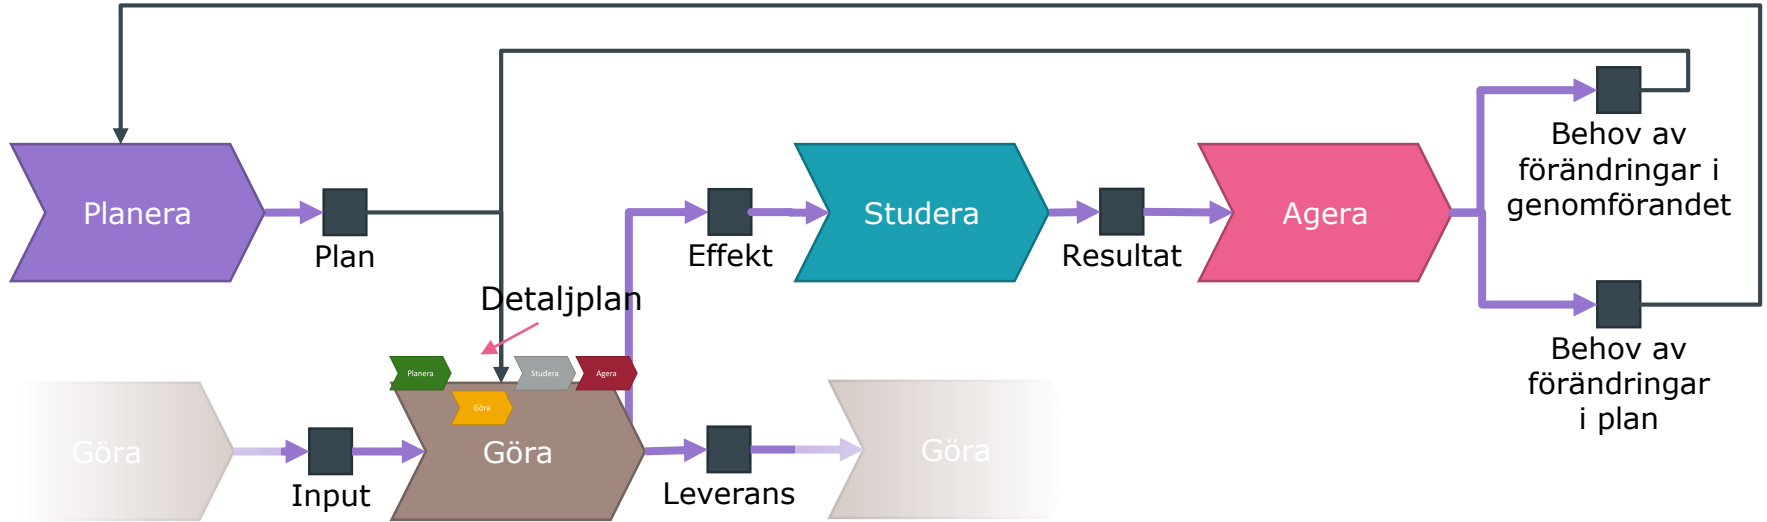 Planera
Plan
Effekt
Studera
Resultat
Agera
Behov av
förändringar i
genomförandet
Detaljplan
Behov av
förändringar
i plan
Planera
Göra
Studera
Agera
Göra
Input
Göra
Leverans
Göra